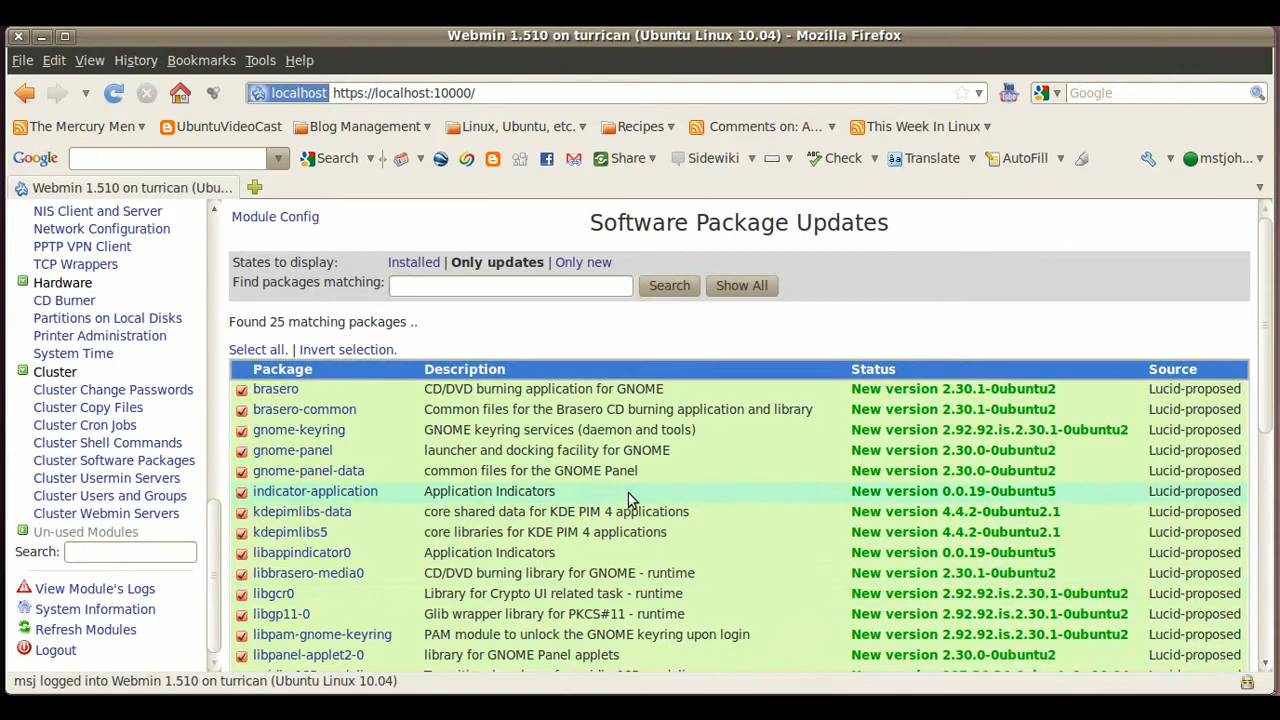 Webmin 1.510 on turrican (Ubuntu Linux 10.04) - Mozilla Firefox
File Edit View History Bookmarks Tools Help
localhost https://localhost:10000/ Google
The Mercury Men UbuntuVideoCast Blog Management Linux, Ubuntu, etc. Recipes Comments on: A... This Week In Linux
Google Search Share Sidewiki Check Translate AutoFill mstjoh...
Webmin 1.510 on turrican (Ubu...
NIS Client and Server
Network Configuration
PPTP VPN Client
TCP Wrappers
Hardware
CD Burner
Partitions on Local Disks
Printer Administration
System Time
Cluster
Cluster Change Passwords
Cluster Copy Files
Cluster Cron Jobs
Cluster Shell Commands
Cluster Software Packages
Cluster Usermin Servers
Cluster Users and Groups
Cluster Webmin Servers
Un-used Modules
Search:
View Module's Logs
System Information
Refresh Modules
Logout
Module Config
Software Package Updates
States to display: Installed | Only updates | Only new
Find packages matching: Search Show All
Found 25 matching packages ..
Select all. | Invert selection.
Package Description Status Source
brasero CD/DVD burning application for GNOME New version 2.30.1-0ubuntu2 Lucid-proposed
brasero-common Common files for the Brasero CD burning application and library New version 2.30.1-0ubuntu2 Lucid-proposed
gnome-keyring GNOME keyring services (daemon and tools) New version 2.92.92.is.2.30.1-0ubuntu2 Lucid-proposed
gnome-panel launcher and docking facility for GNOME New version 2.30.0-0ubuntu2 Lucid-proposed
gnome-panel-data common files for the GNOME Panel New version 2.30.0-0ubuntu2 Lucid-proposed
indicator-application Application Indicators New version 0.0.19-0ubuntu5 Lucid-proposed
kdepimlibs-data core shared data for KDE PIM 4 applications New version 4.4.2-0ubuntu2.1 Lucid-proposed
kdepimlibs5 core libraries for KDE PIM 4 applications New version 4.4.2-0ubuntu2.1 Lucid-proposed
libappindicator0 Application Indicators New version 0.0.19-0ubuntu5 Lucid-proposed
libbrasero-media0 CD/DVD burning library for GNOME - runtime New version 2.30.1-0ubuntu2 Lucid-proposed
libgcr0 Library for Crypto UI related task - runtime New version 2.92.92.is.2.30.1-0ubuntu2 Lucid-proposed
libgp11-0 Glib wrapper library for PKCS#11 - runtime New version 2.92.92.is.2.30.1-0ubuntu2 Lucid-proposed
libpam-gnome-keyring PAM module to unlock the GNOME keyring upon login New version 2.92.92.is.2.30.1-0ubuntu2 Lucid-proposed
libpanel-applet2-0 library for GNOME Panel applets New version 2.30.0-0ubuntu2 Lucid-proposed
msj logged into Webmin 1.510 on turrican (Ubuntu Linux 10.04)